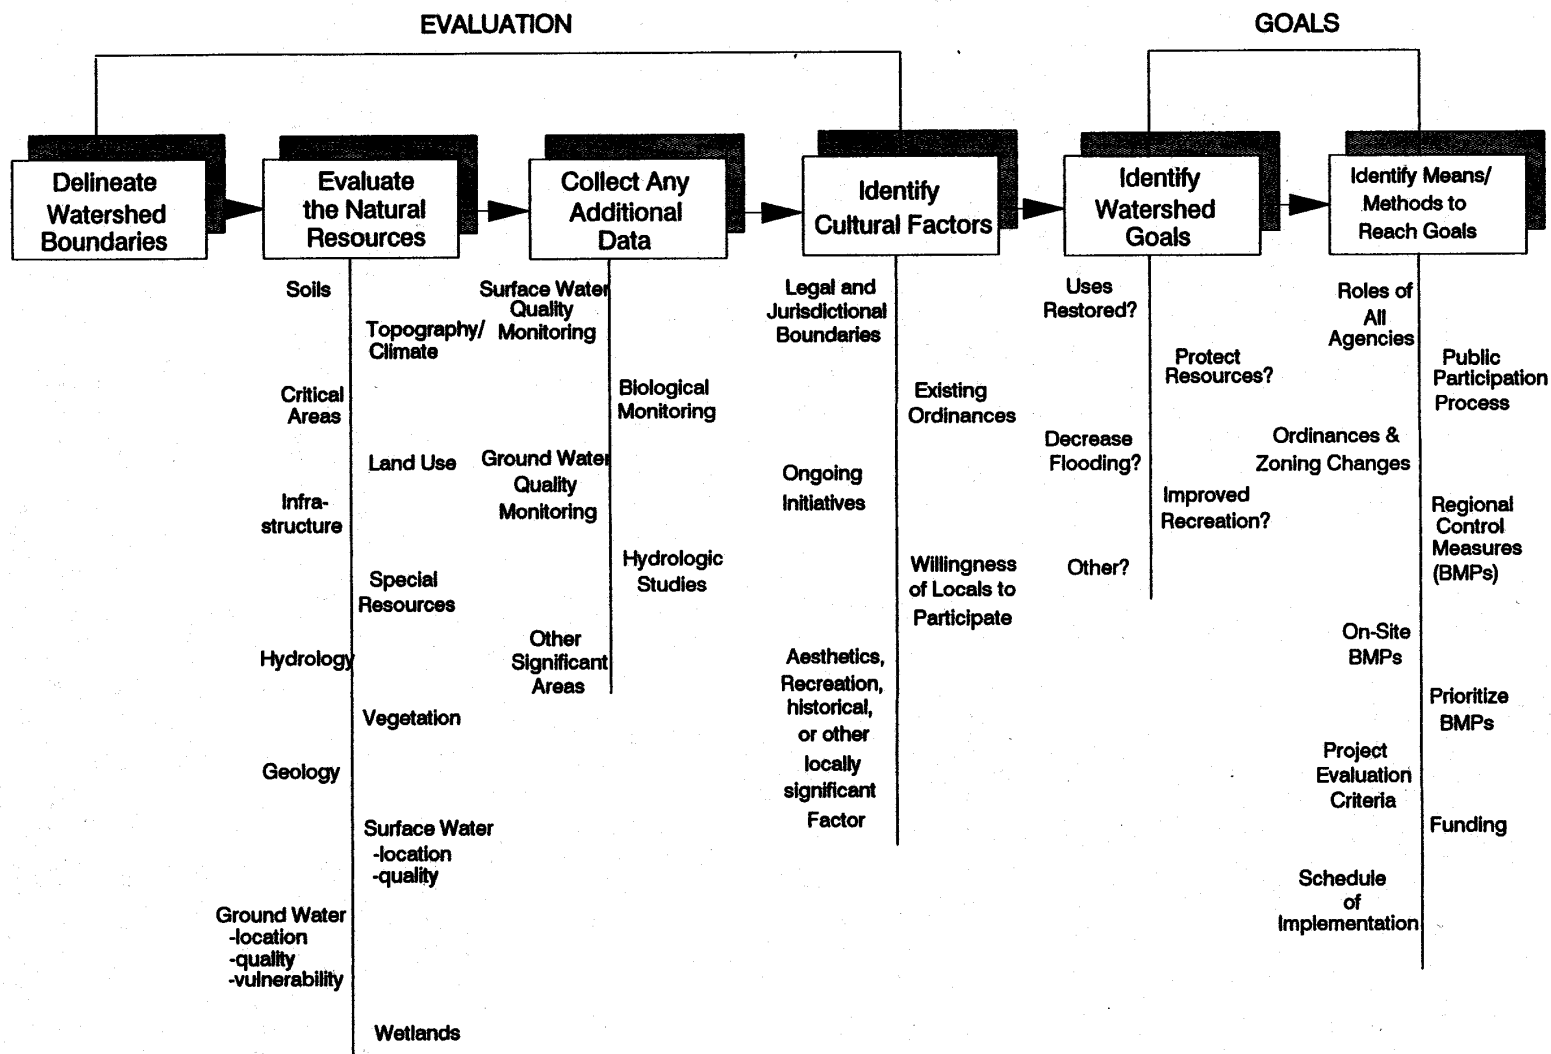 EVALUATION
GOALS
Delineate
Watershed
Boundaries
Evaluate
the Natural
Resources
Collect Any
Additional
Data
Identify
Cultural Factors
Identify
Watershed
Goals
Identify Means/
Methods to
Reach Goals
Soils
Topography/
Climate
Critical
Areas
Land Use
Infra-
structure
Special
Resources
Hydrology
Vegetation
Geology
Surface Water
-location
-quality
Ground Water
-location
-quality
-vulnerability
Wetlands
Surface Water
Quality
Monitoring
Biological
Monitoring
Ground Water
Quality
Monitoring
Hydrologic
Studies
Other
Significant
Areas
Legal and
Jurisdictional
Boundaries
Existing
Ordinances
Ongoing
Initiatives
Willingness
of Locals to
Participate
Aesthetics,
Recreation,
historical,
or other
locally
significant
Factor
Uses
Restored?
Protect
Resources?
Decrease
Flooding?
Improved
Recreation?
Other?
Roles of
All
Agencies
Public
Participation
Process
Ordinances &
Zoning Changes
Regional
Control
Measures
(BMPs)
On-Site
BMPs
Prioritize
BMPs
Project
Evaluation
Criteria
Funding
Schedule
of
Implementation